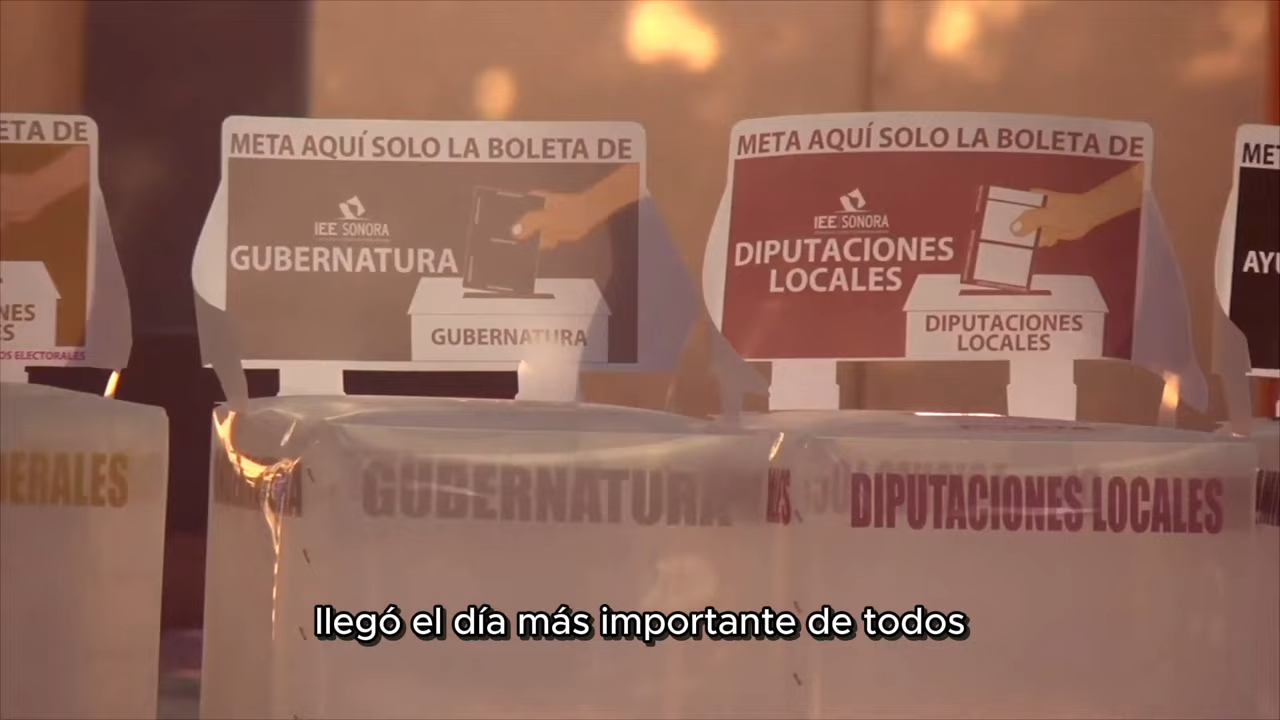 ETA DE
NES
S
OS ELECTORALES
ERALES
META AQUÍ SOLO LA BOLETA DE
IEE SONORA
GUBERNATURA
GUBERNATURA
GUBERNATURA
META AQUÍ SOLO LA BOLETA DE
IEE SONORA
DIPUTACIONES
LOCALES
DIPUTACIONES
LOCALES
DIPUTACIONES LOCALES
MET
AYU
llegó el día más importante de todos